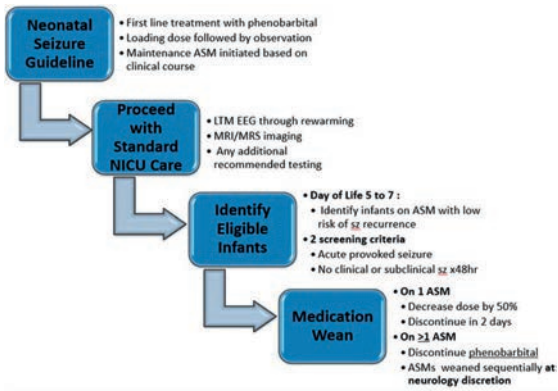 Neonatal
Seizure
Guideline
• First line treatment with phenobarbital
• Loading dose followed by observation
• Maintenance ASM initiated based on
clinical course
Proceed
with
Standard
NICU Care
• LTM EEG through rewarming
• MRI/MRS imaging
• Any additional
recommended testing
Identify
Eligible
Infants
• Day of Life 5 to 7 :
• Identify infants on ASM with low
risk of sz recurrence
• 2 screening criteria
• Acute provoked seizure
• No clinical or subclinical sz x48hr
Medication
Wean
• On 1 ASM
• Decrease dose by 50%
• Discontinue in 2 days
• On >1 ASM
• Discontinue phenobarbital
• ASMs weaned sequentially at
neurology discretion